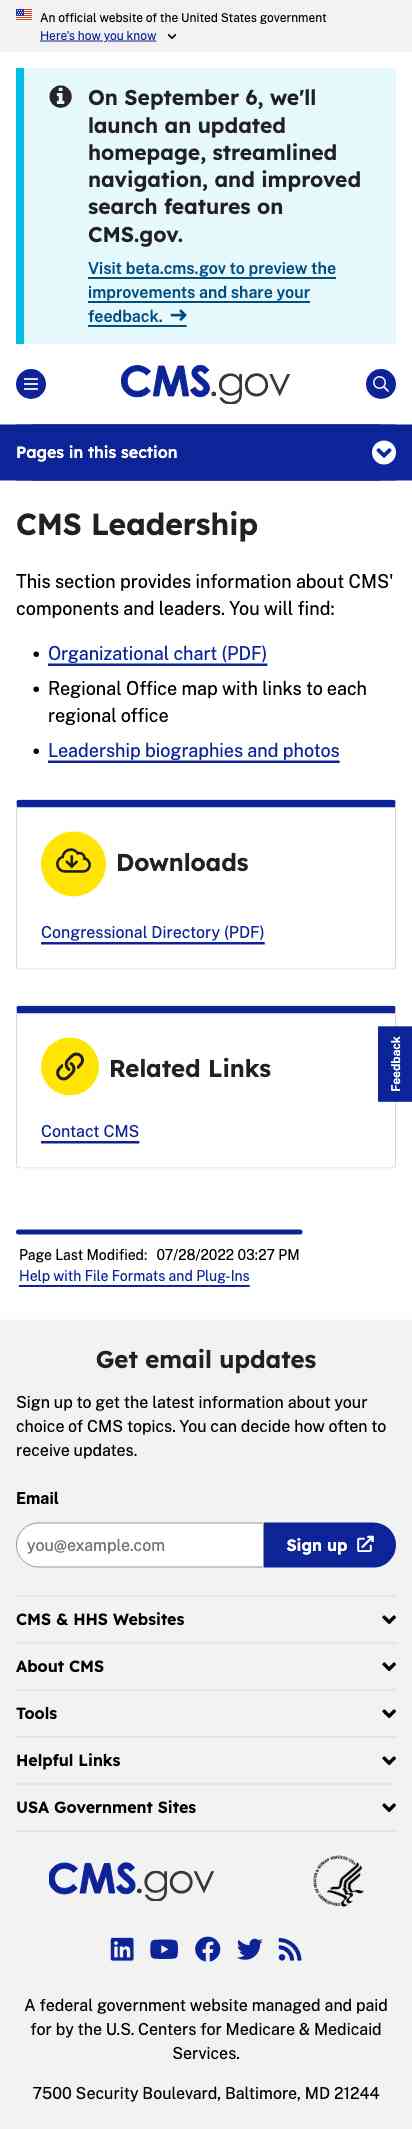 An official website of the United States government
Here's how you know
On September 6, we'll
launch an updated
homepage, streamlined
navigation, and improved
search features on
CMS.gov.
Visit beta.cms.gov to preview the
improvements and share your
feedback.
CMS.gov
Pages in this section
CMS Leadership
This section provides information about CMS'
components and leaders. You will find:
• Organizational chart (PDF)
• Regional Office map with links to each
regional office
• Leadership biographies and photos
Downloads
Congressional Directory (PDF)
Feedback
Related Links
Contact CMS
Page Last Modified: 07/28/2022 03:27 PM
Help with File Formats and Plug-Ins
Get email updates
Sign up to get the latest information about your
choice of CMS topics. You can decide how often to
receive updates.
Email
you@example.com
Sign up
CMS & HHS Websites
About CMS
Tools
Helpful Links
USA Government Sites
CMS.gov
A federal government website managed and paid
for by the U.S. Centers for Medicare & Medicaid
Services.
7500 Security Boulevard, Baltimore, MD 21244